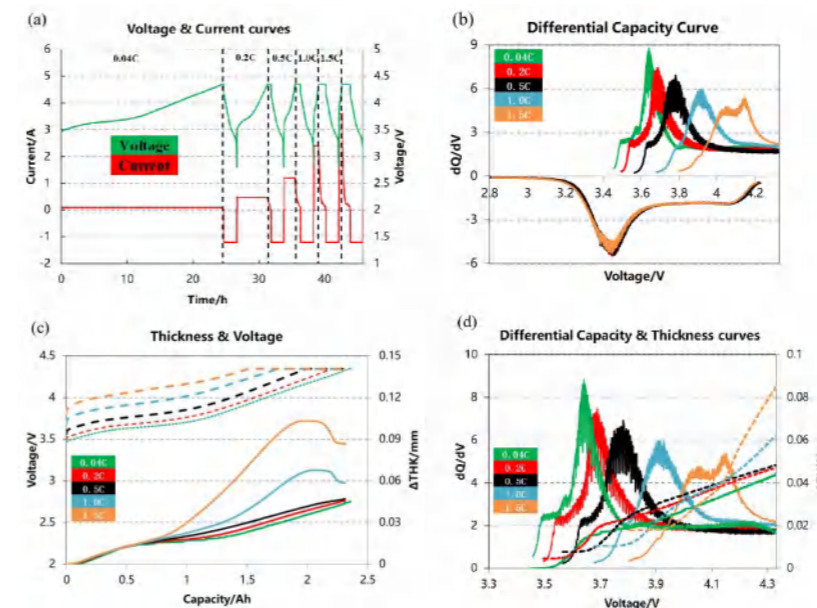 (a)
Voltage & Current curves
0.04C
0.2C
0.5C
1.0C
1.5C
Voltage
Current
6
5
4
3
2
1
0
-1
-2
Current/A
5
4.5
4
3.5
3
2.5
2
1.5
1
Voltage/V
0
10
20
30
40
Time/h
(b)
Differential Capacity Curve
0.04C
0.2C
0.5C
1.0C
1.5C
9
6
3
0
-3
-6
dQ/dV
2.8
3
3.2
3.4
3.6
3.8
4
4.2
Voltage/V
(c)
Thickness & Voltage
0.04C
0.2C
0.5C
1.0C
1.5C
4.5
4
3.5
3
2.5
2
Voltage/V
0.15
0.12
0.09
0.06
0.03
0
ΔTHK/mm
0
0.5
1
1.5
2
2.5
Capacity/Ah
(d)
Differential Capacity & Thickness curves
0.04C
0.2C
0.5C
1.0C
1.5C
10
8
6
4
2
0
dQ/dV
0.1
0.08
0.06
0.04
0.02
0
3.3
3.5
3.7
3.9
4.1
4.3
Voltage/V